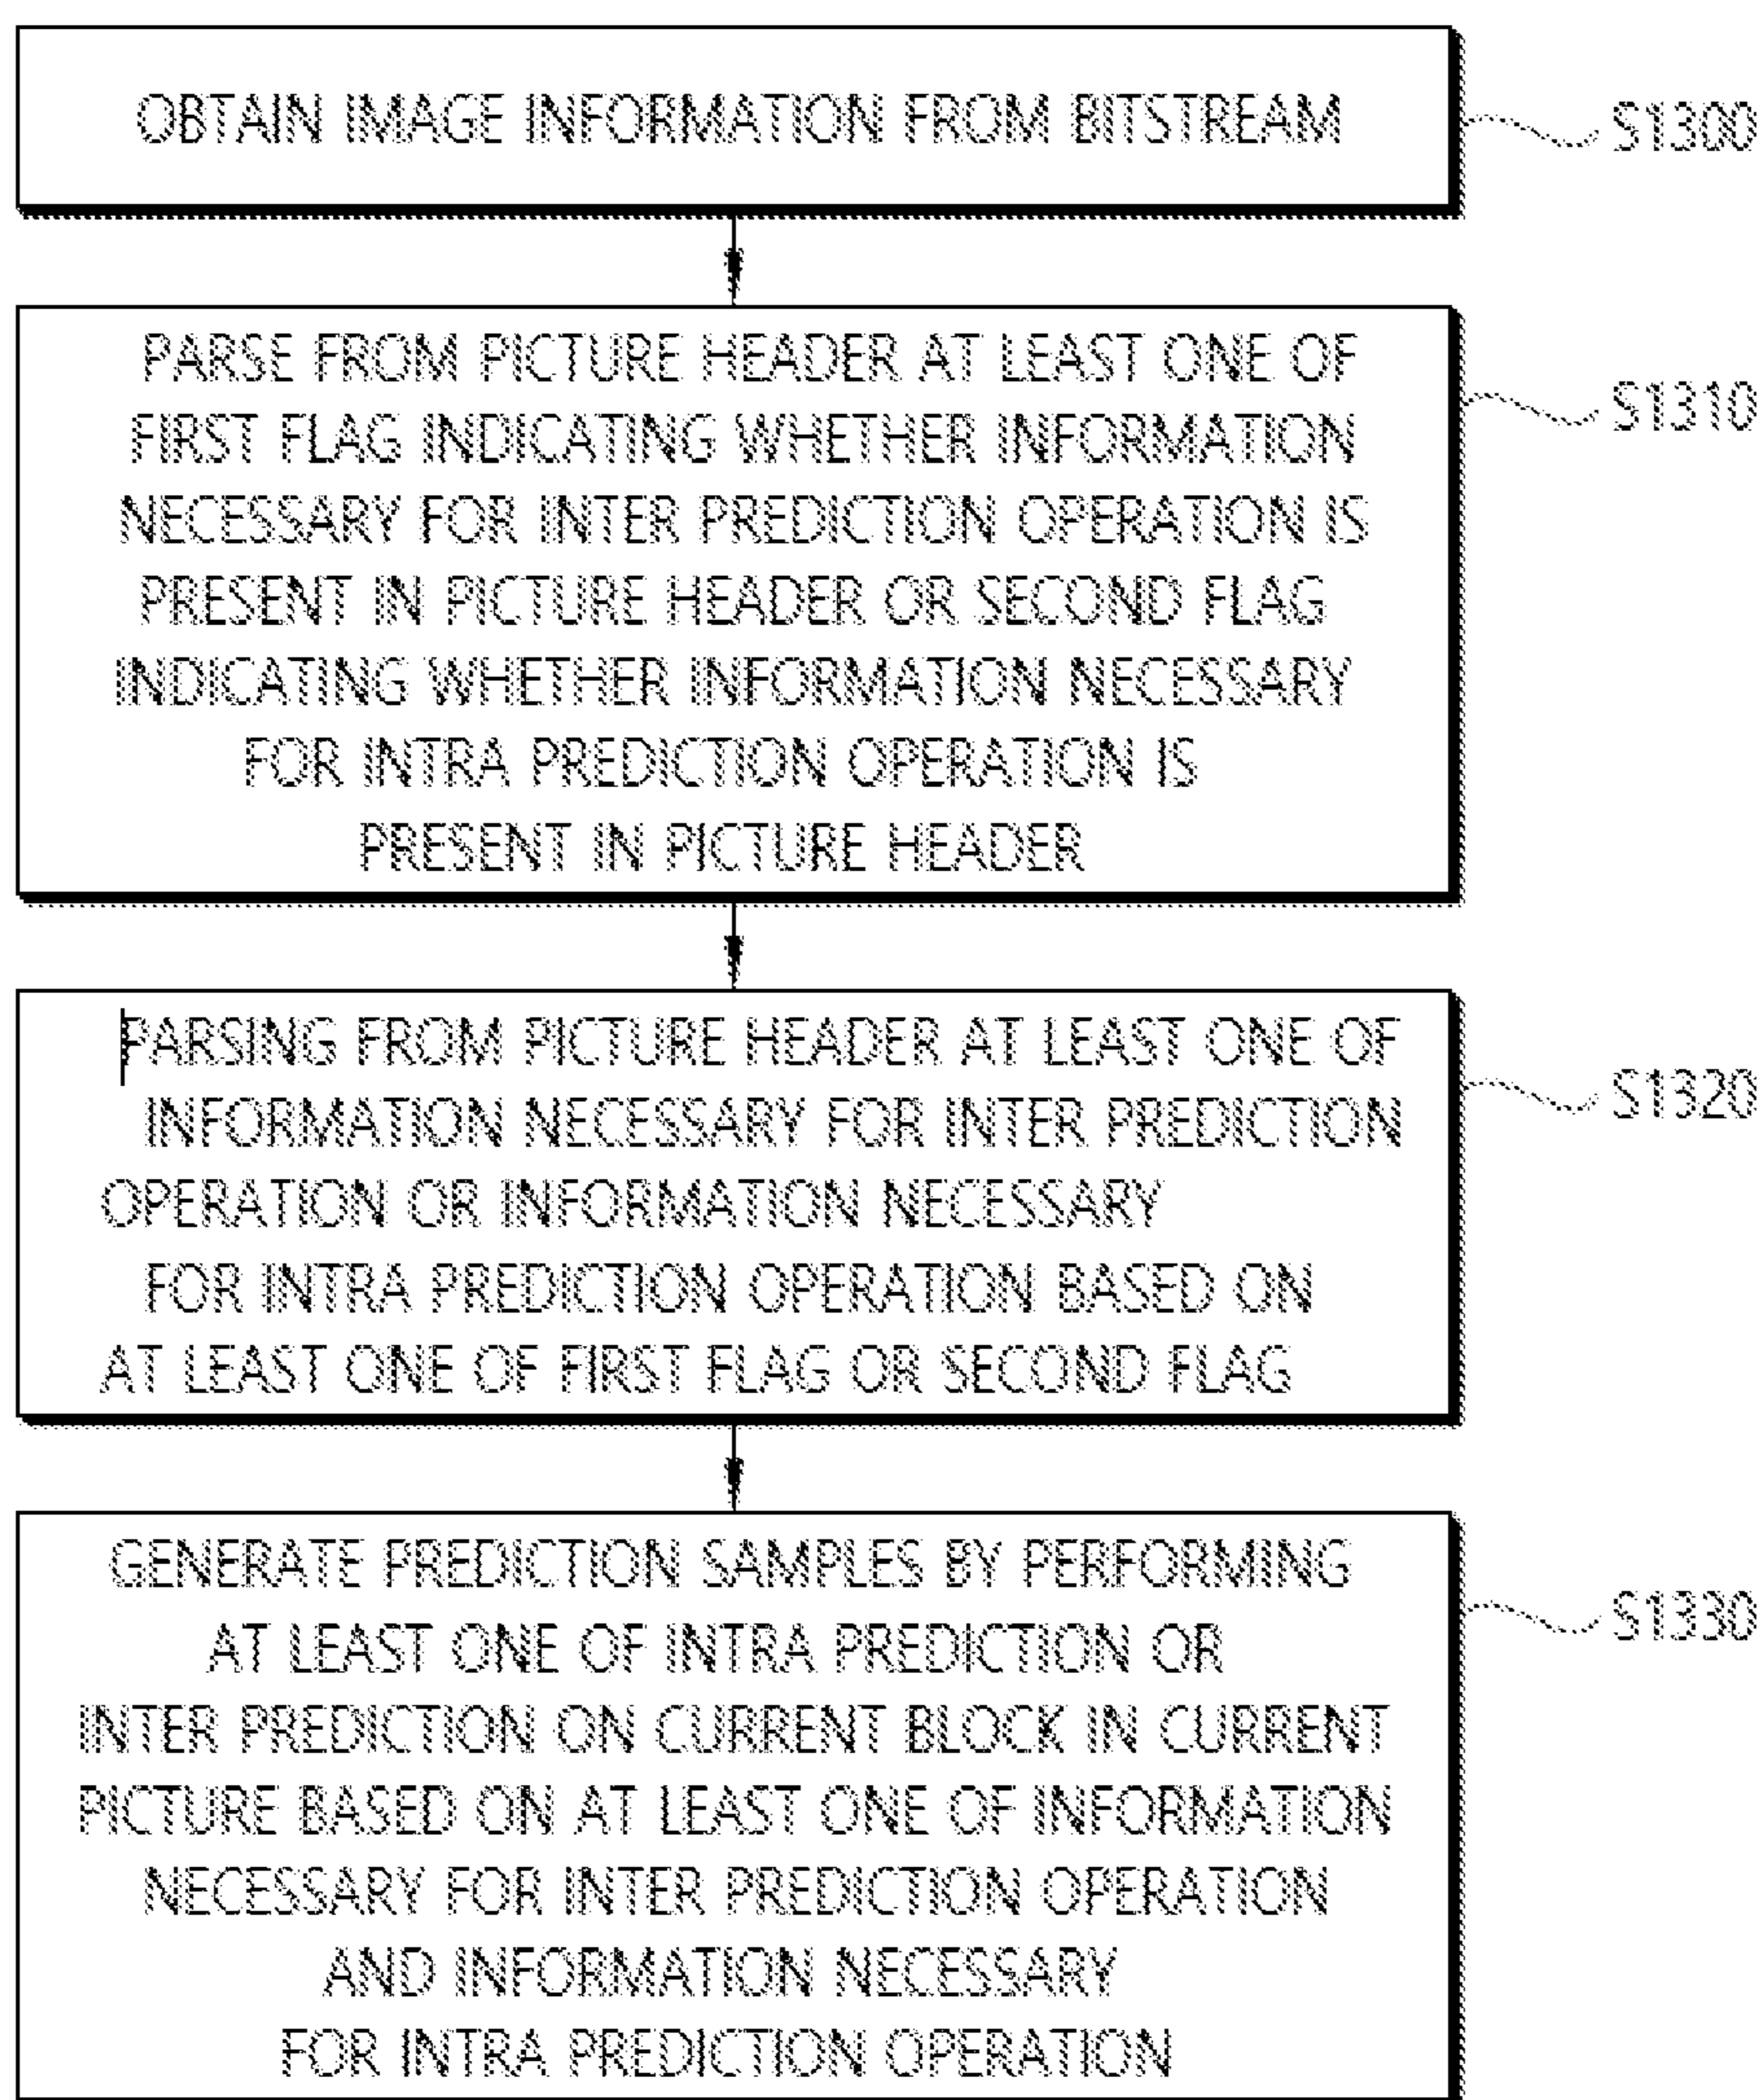 OBTAIN IMAGE INFORMATION FROM BITSTREAM
S1300
PARSE FROM PICTURE HEADER AT LEAST ONE OF
FIRST FLAG INDICATING WHETHER INFORMATION
NECESSARY FOR INTER PREDICTION OPERATION IS
PRESENT IN PICTURE HEADER OR SECOND FLAG
INDICATING WHETHER INFORMATION NECESSARY
FOR INTRA PREDICTION OPERATION IS
PRESENT IN PICTURE HEADER
S1310
PARSING FROM PICTURE HEADER AT LEAST ONE OF
INFORMATION NECESSARY FOR INTER PREDICTION
OPERATION OR INFORMATION NECESSARY
FOR INTRA PREDICTION OPERATION BASED ON
AT LEAST ONE OF FIRST FLAG OR SECOND FLAG
S1320
GENERATE PREDICTION SAMPLES BY PERFORMING
AT LEAST ONE OF INTRA PREDICTION OR
INTER PREDICTION ON CURRENT BLOCK IN CURRENT
PICTURE BASED ON AT LEAST ONE OF INFORMATION
NECESSARY FOR INTER PREDICTION OPERATION
AND INFORMATION NECESSARY
FOR INTRA PREDICTION OPERATION
S1330